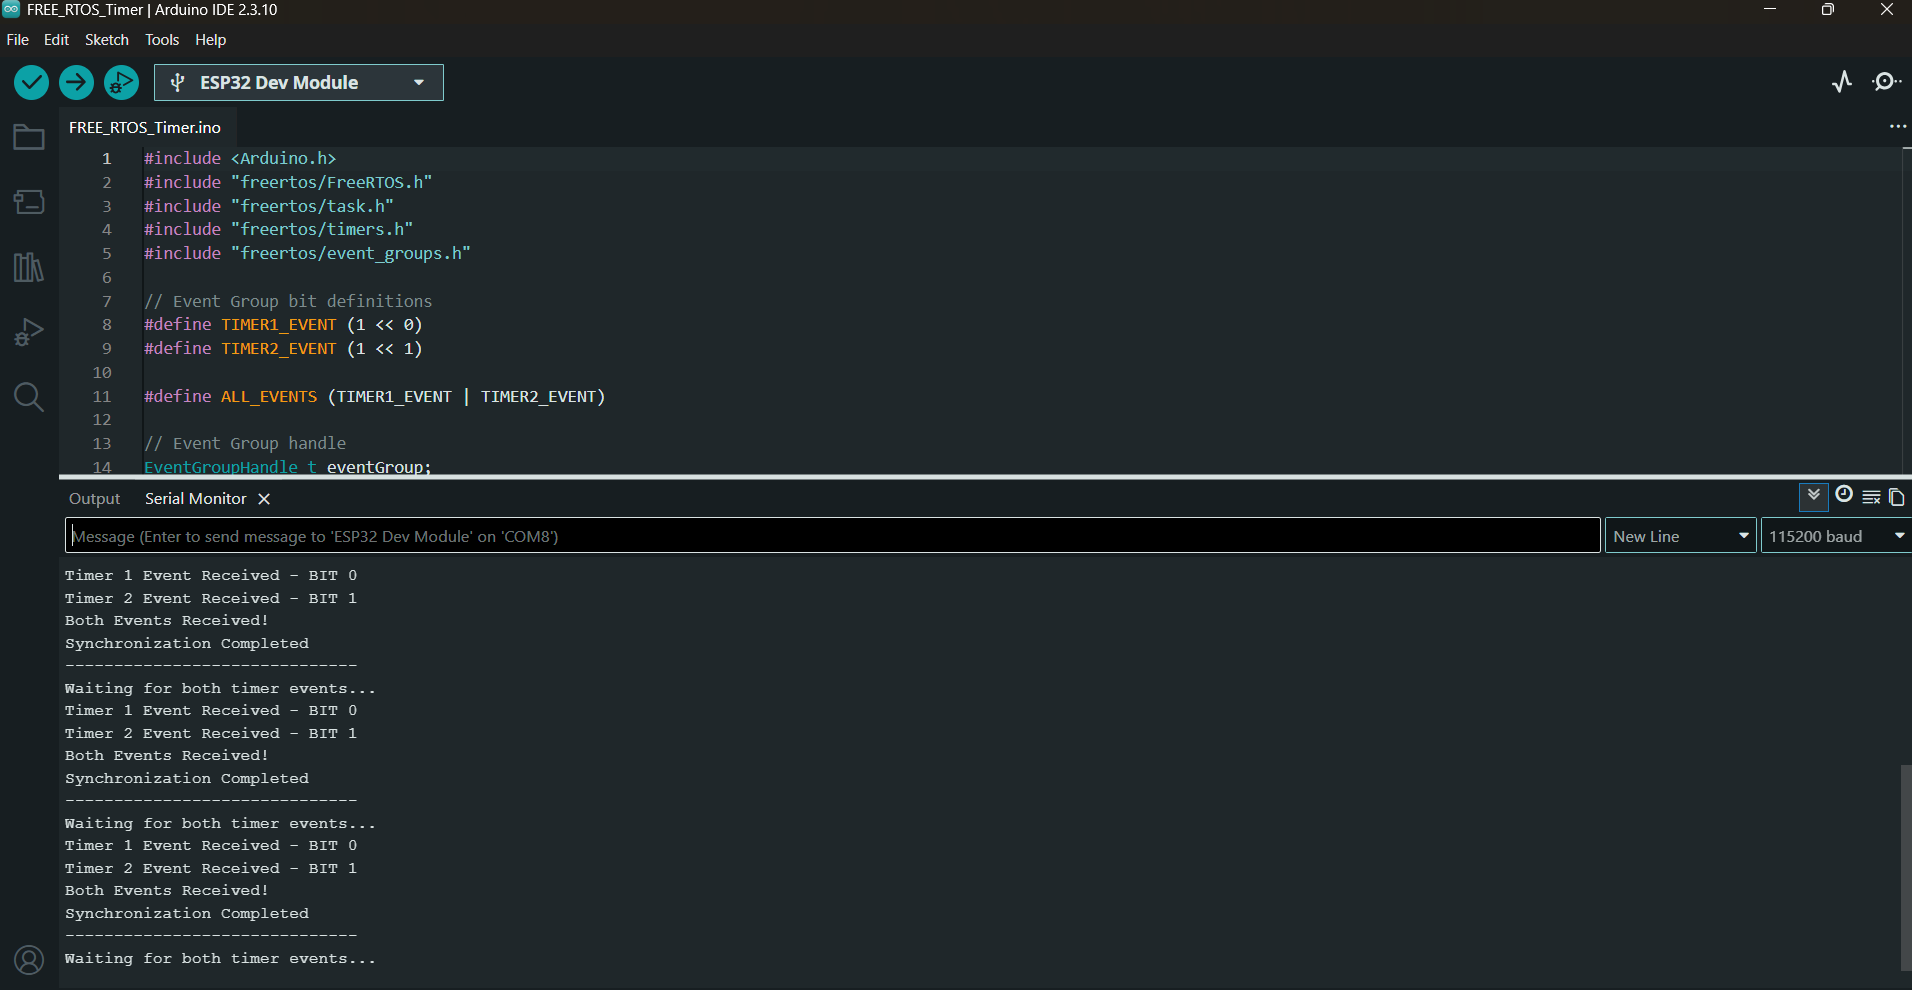 FREE_RTOS_Timer | Arduino IDE 2.3.10
File Edit Sketch Tools Help
ESP32 Dev Module
FREE_RTOS_Timer.ino
1 #include <Arduino.h>
2 #include "freertos/FreeRTOS.h"
3 #include "freertos/task.h"
4 #include "freertos/timers.h"
5 #include "freertos/event_groups.h"
6
7 // Event Group bit definitions
8 #define TIMER1_EVENT (1 << 0)
9 #define TIMER2_EVENT (1 << 1)
10
11 #define ALL_EVENTS (TIMER1_EVENT | TIMER2_EVENT)
12
13 // Event Group handle
14 EventGroupHandle_t eventGroup;
Output Serial Monitor
Message (Enter to send message to 'ESP32 Dev Module' on 'COM8') New Line 115200 baud
Timer 1 Event Received - BIT 0
Timer 2 Event Received - BIT 1
Both Events Received!
Synchronization Completed
------------------------------
Waiting for both timer events...
Timer 1 Event Received - BIT 0
Timer 2 Event Received - BIT 1
Both Events Received!
Synchronization Completed
------------------------------
Waiting for both timer events...
Timer 1 Event Received - BIT 0
Timer 2 Event Received - BIT 1
Both Events Received!
Synchronization Completed
------------------------------
Waiting for both timer events...